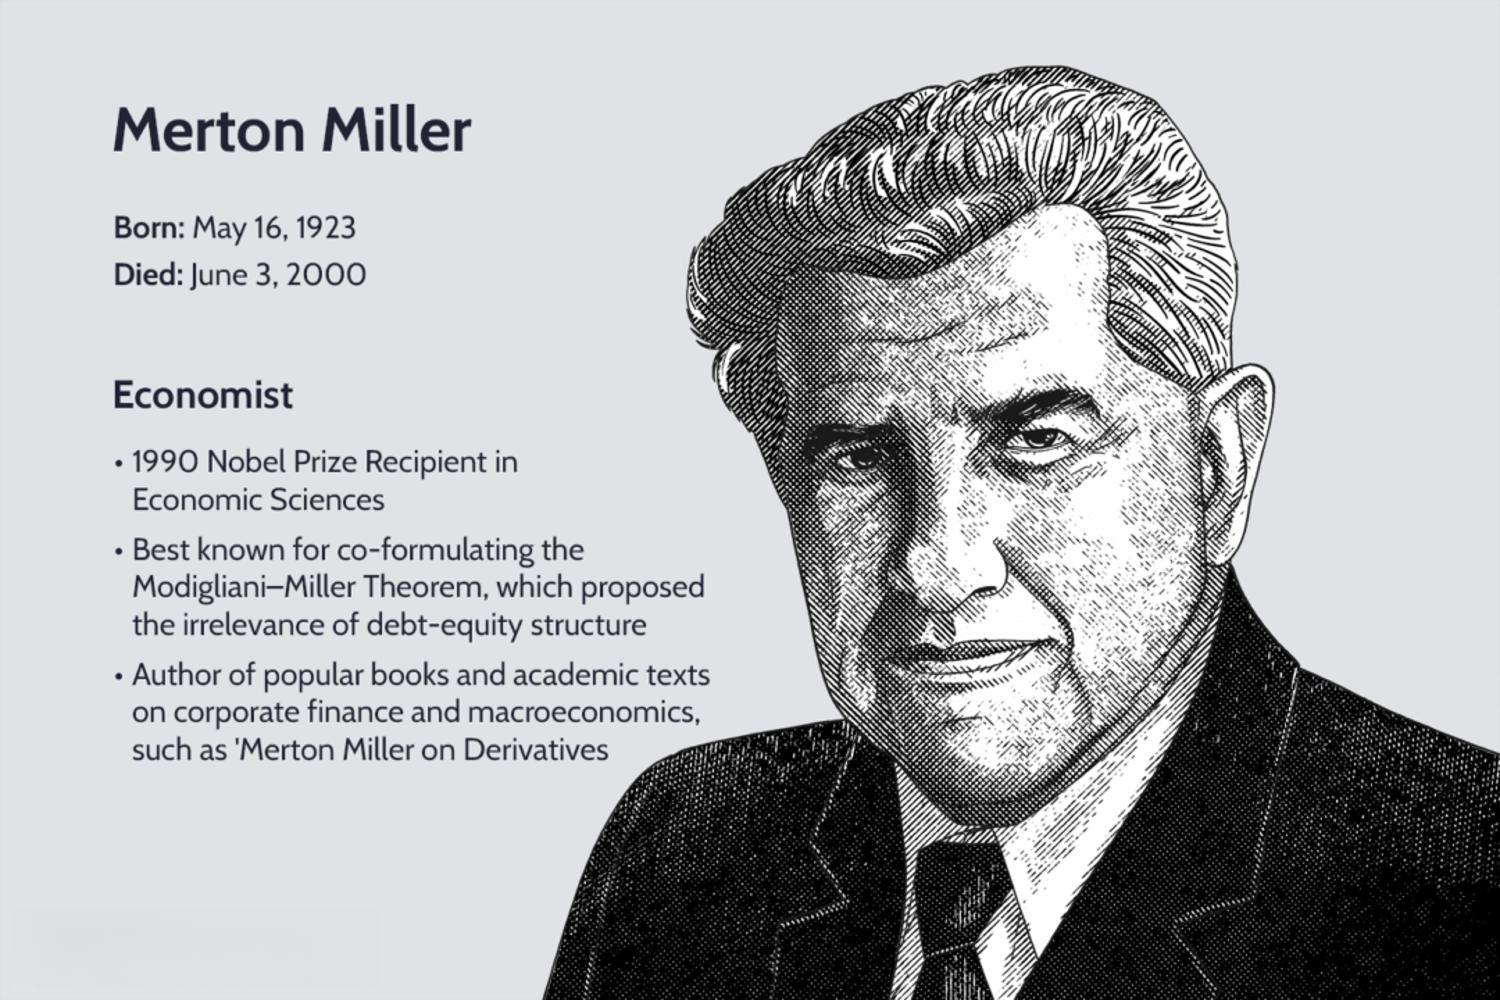 Merton Miller
Born: May 16, 1923
Died: June 3, 2000
Economist
• 1990 Nobel Prize Recipient in
Economic Sciences
• Best known for co-formulating the
Modigliani–Miller Theorem, which proposed
the irrelevance of debt-equity structure
• Author of popular books and academic texts
on corporate finance and macroeconomics,
such as 'Merton Miller on Derivatives